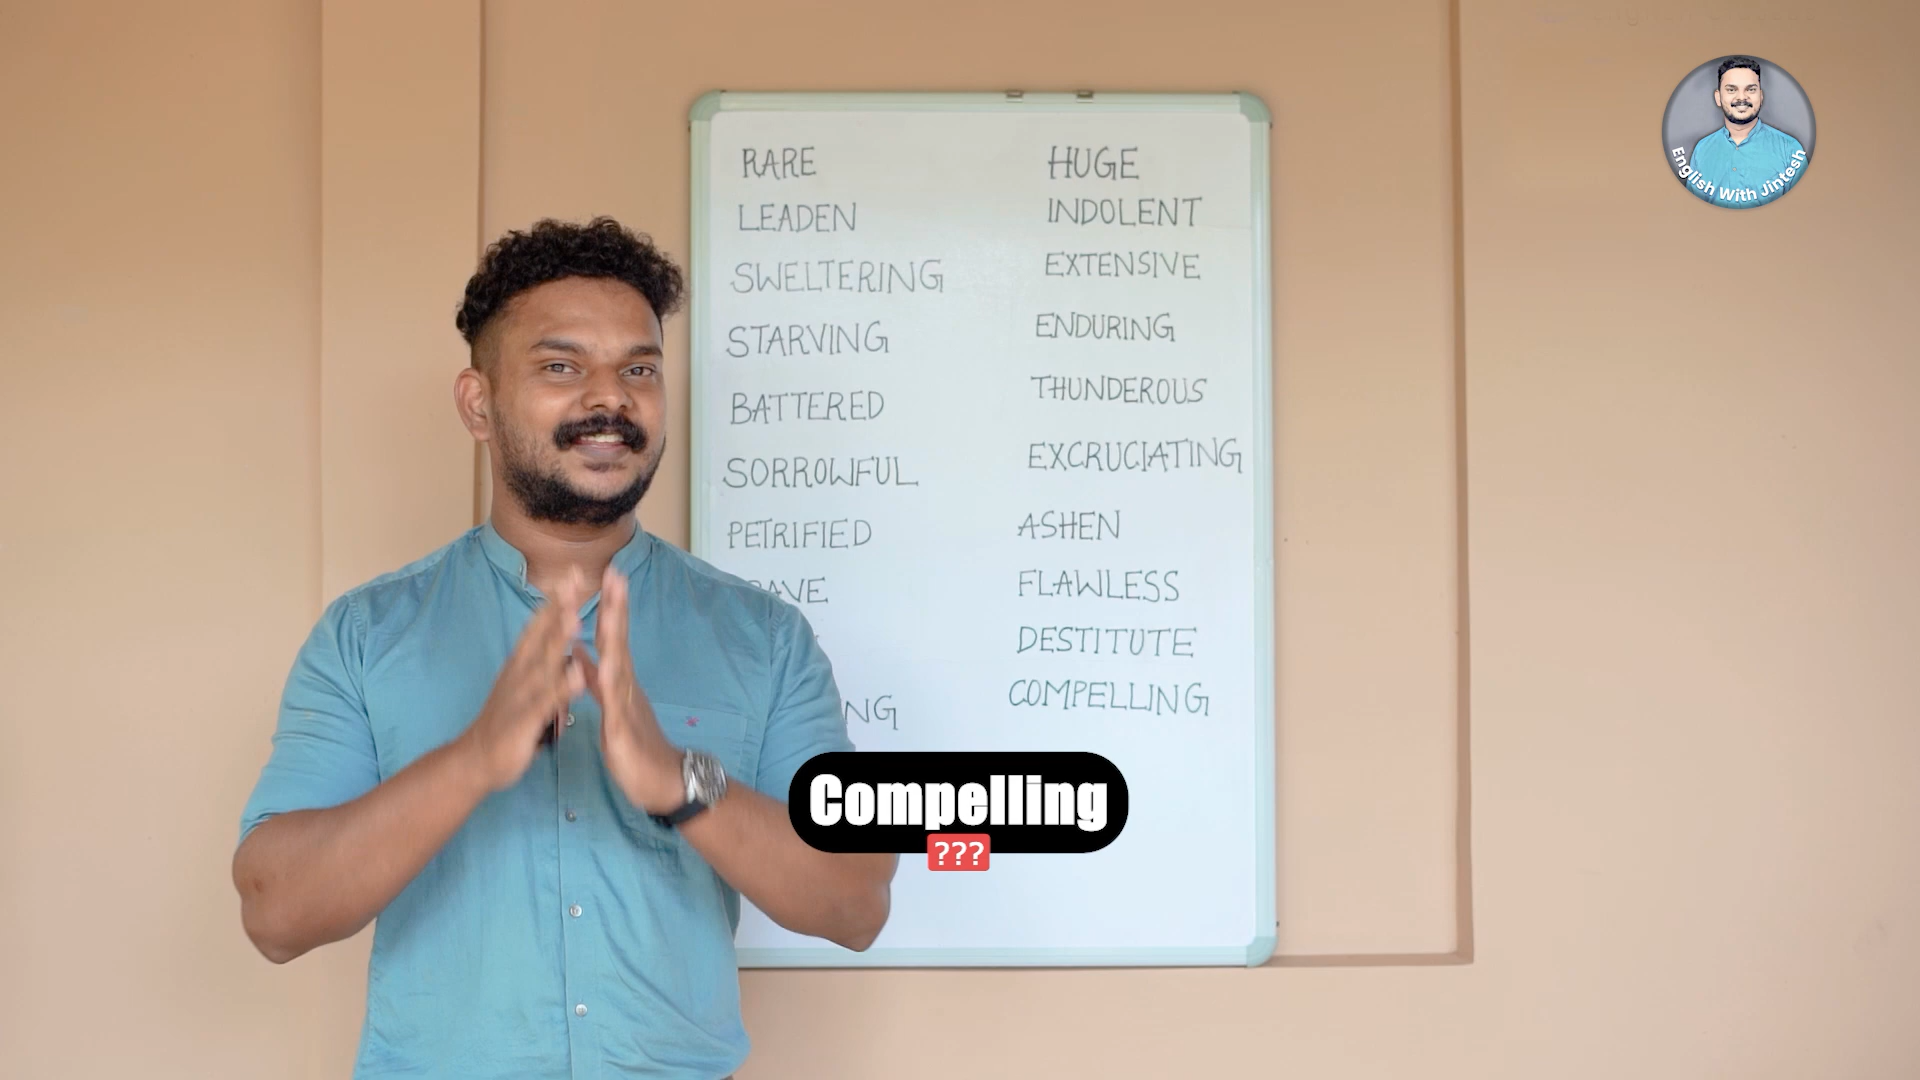 RARE
LEADEN
SWELTERING
STARVING
BATTERED
SORROWFUL
PETRIFIED
HUGE
INDOLENT
EXTENSIVE
ENDURING
THUNDEROUS
EXCRUCIATING
ASHEN
FLAWLESS
DESTITUTE
COMPELLING
Compelling
???
English With Jintesh